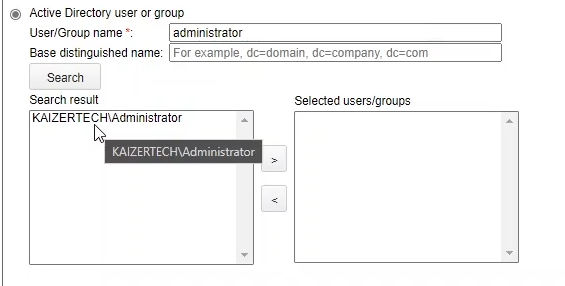 Active Directory user or group
User/Group name *: administrator
Base distinguished name: For example, dc=domain, dc=company, dc=com
Search
Search result
Selected users/groups
KAIZERTECH\Administrator
KAIZERTECH\Administrator
>
<